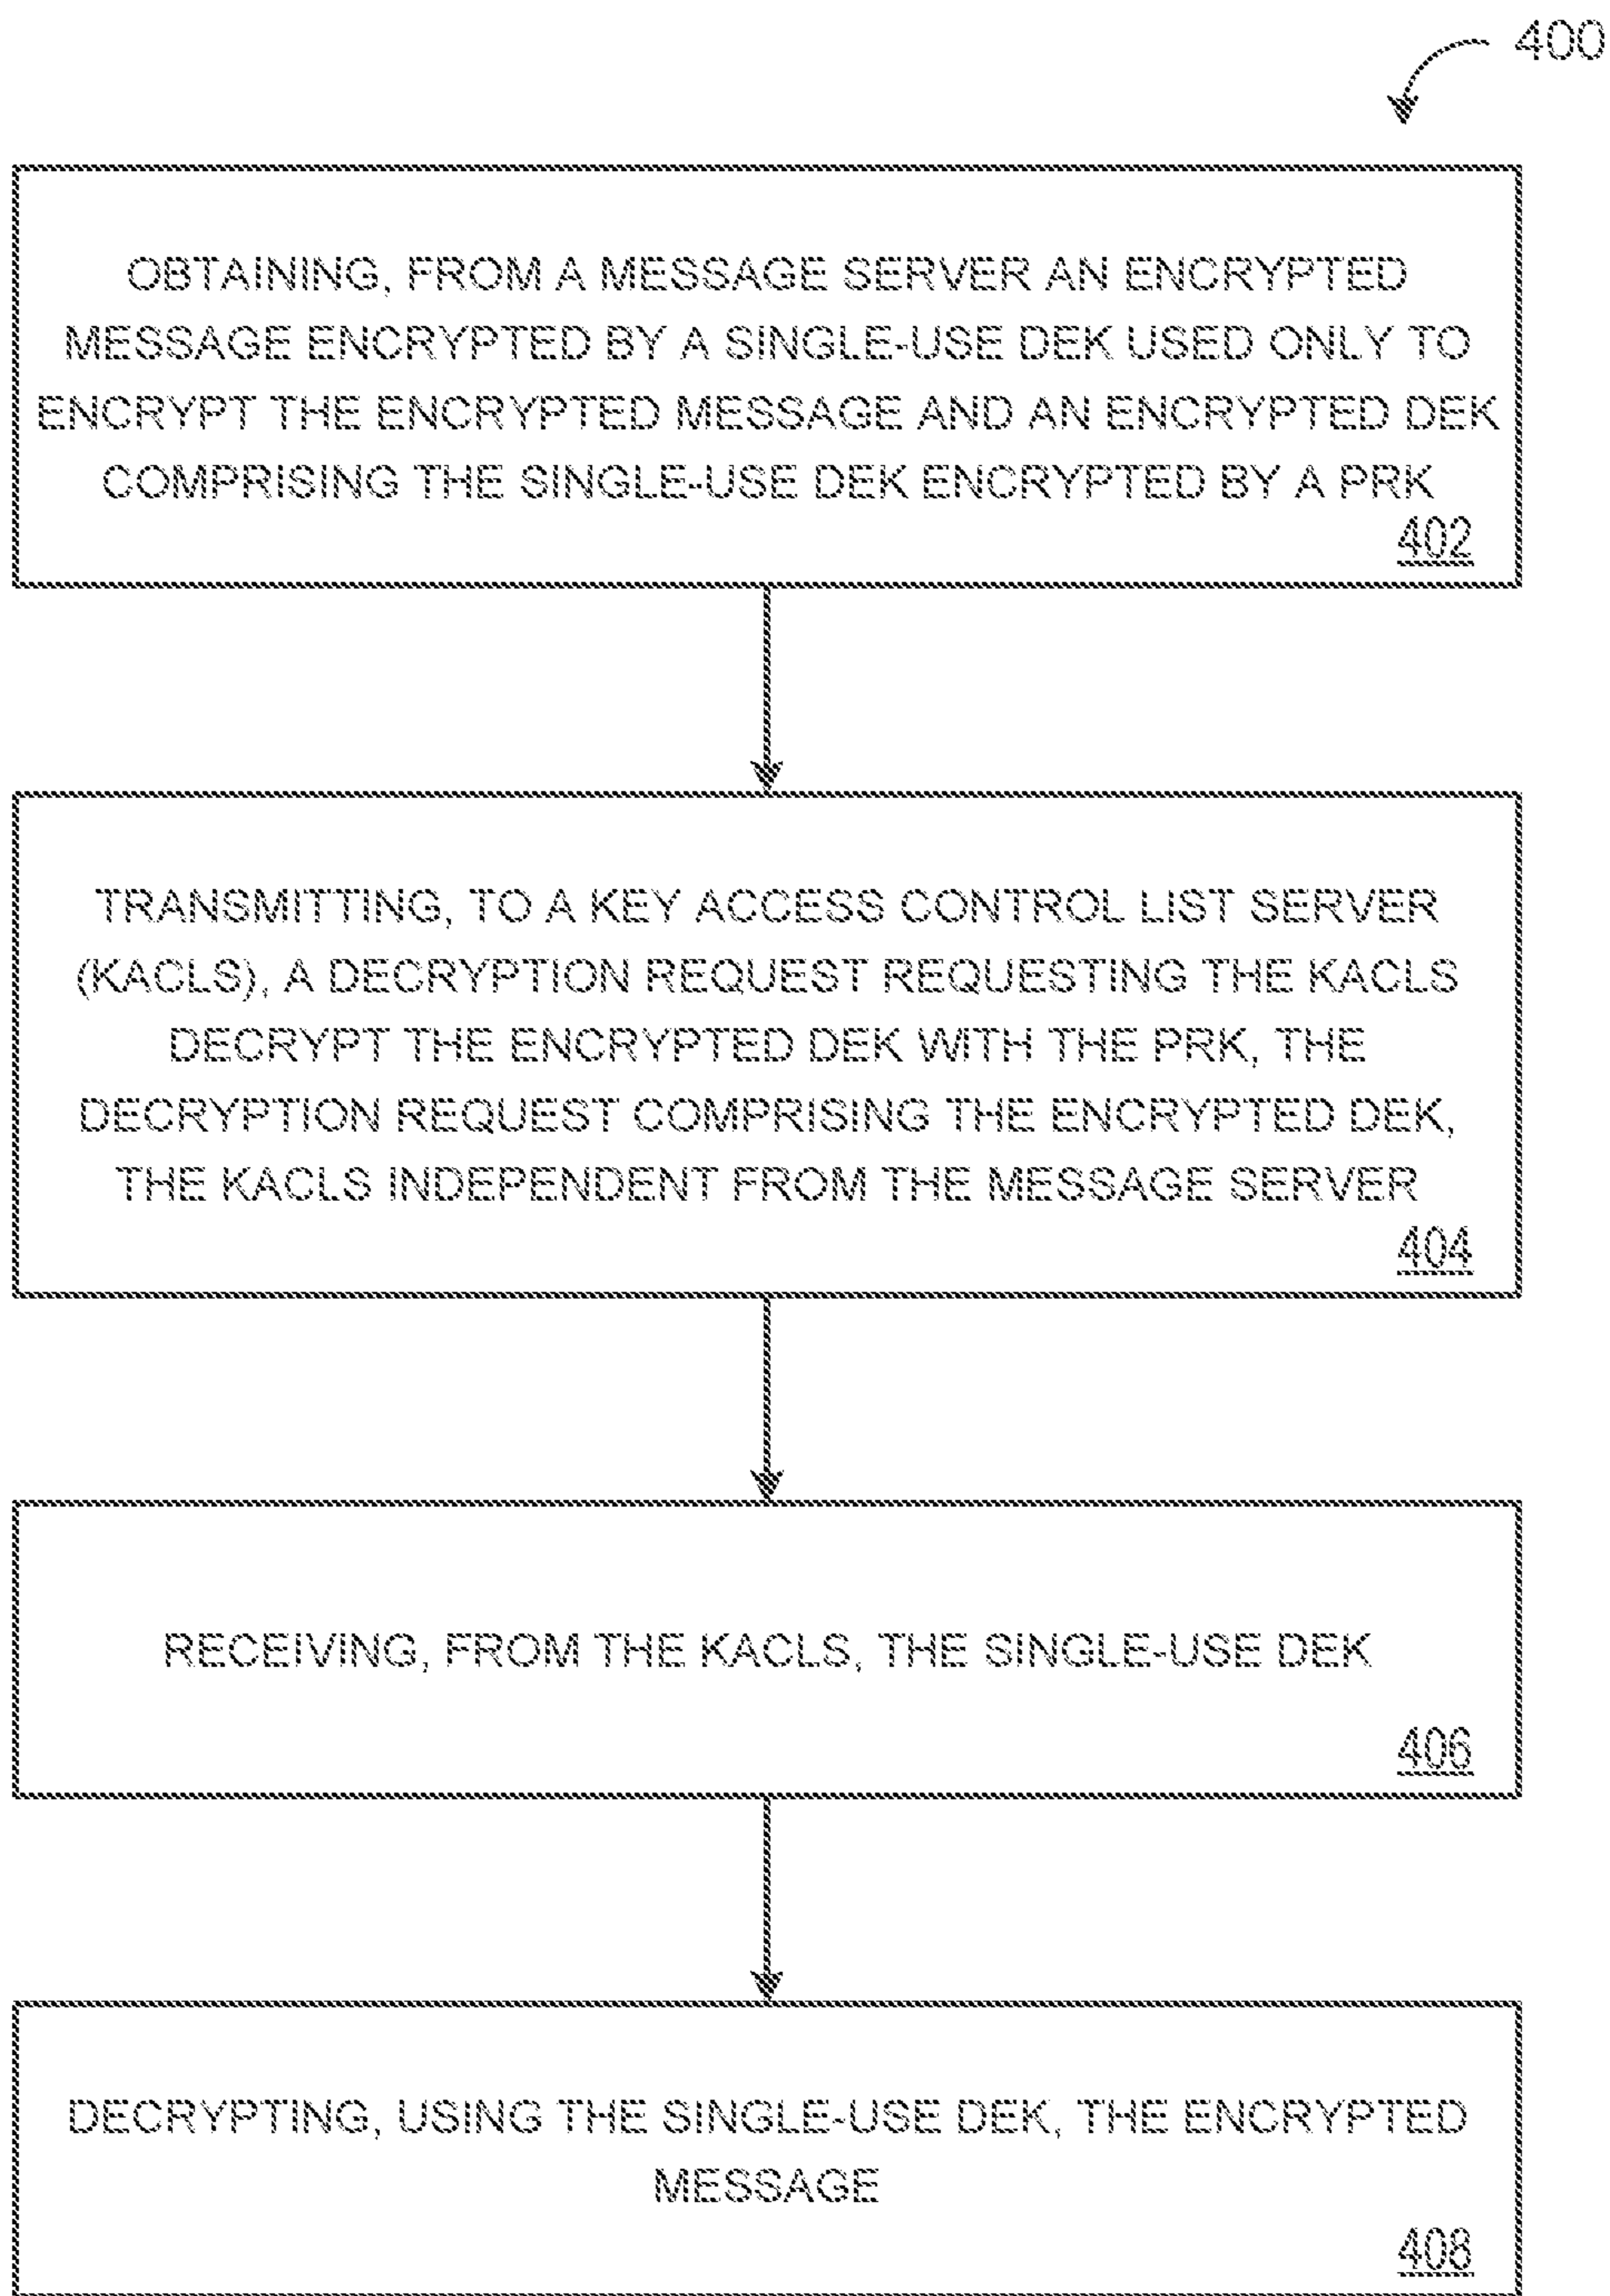 400
OBTAINING, FROM A MESSAGE SERVER AN ENCRYPTED
MESSAGE ENCRYPTED BY A SINGLE-USE DEK USED ONLY TO
ENCRYPT THE ENCRYPTED MESSAGE AND AN ENCRYPTED DEK
COMPRISING THE SINGLE-USE DEK ENCRYPTED BY A PRK
402
TRANSMITTING, TO A KEY ACCESS CONTROL LIST SERVER
(KACLS), A DECRYPTION REQUEST REQUESTING THE KACLS
DECRYPT THE ENCRYPTED DEK WITH THE PRK, THE
DECRYPTION REQUEST COMPRISING THE ENCRYPTED DEK,
THE KACLS INDEPENDENT FROM THE MESSAGE SERVER
404
RECEIVING, FROM THE KACLS, THE SINGLE-USE DEK
406
DECRYPTING, USING THE SINGLE-USE DEK, THE ENCRYPTED
MESSAGE
408